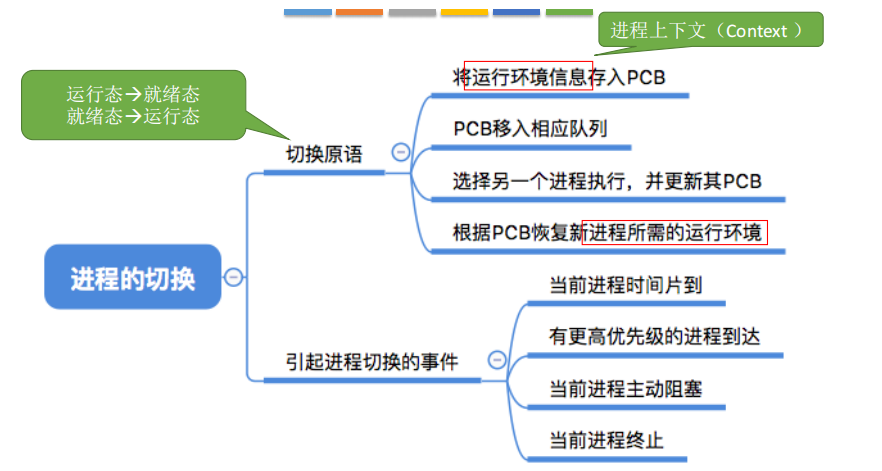 进程上下文（Context ）
运行态→就绪态
就绪态→运行态
将运行环境信息存入PCB
PCB移入相应队列
切换原语
选择另一个进程执行，并更新其PCB
根据PCB恢复新进程所需的运行环境
进程的切换
当前进程时间片到
有更高优先级的进程到达
引起进程切换的事件
当前进程主动阻塞
当前进程终止